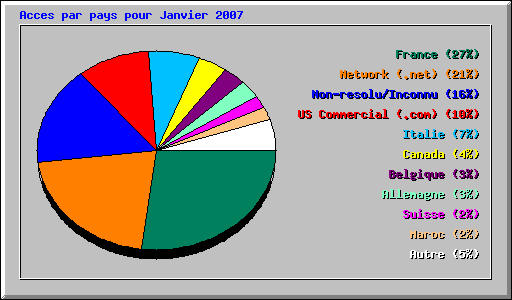 Acces par pays pour Janvier 2007
France (27%)
Network (.net) (21%)
Non-resolu/Inconnu (16%)
US Commercial (.com) (10%)
Italie (7%)
Canada (4%)
Belgique (3%)
Allemagne (3%)
Suisse (2%)
Maroc (2%)
Autre (5%)